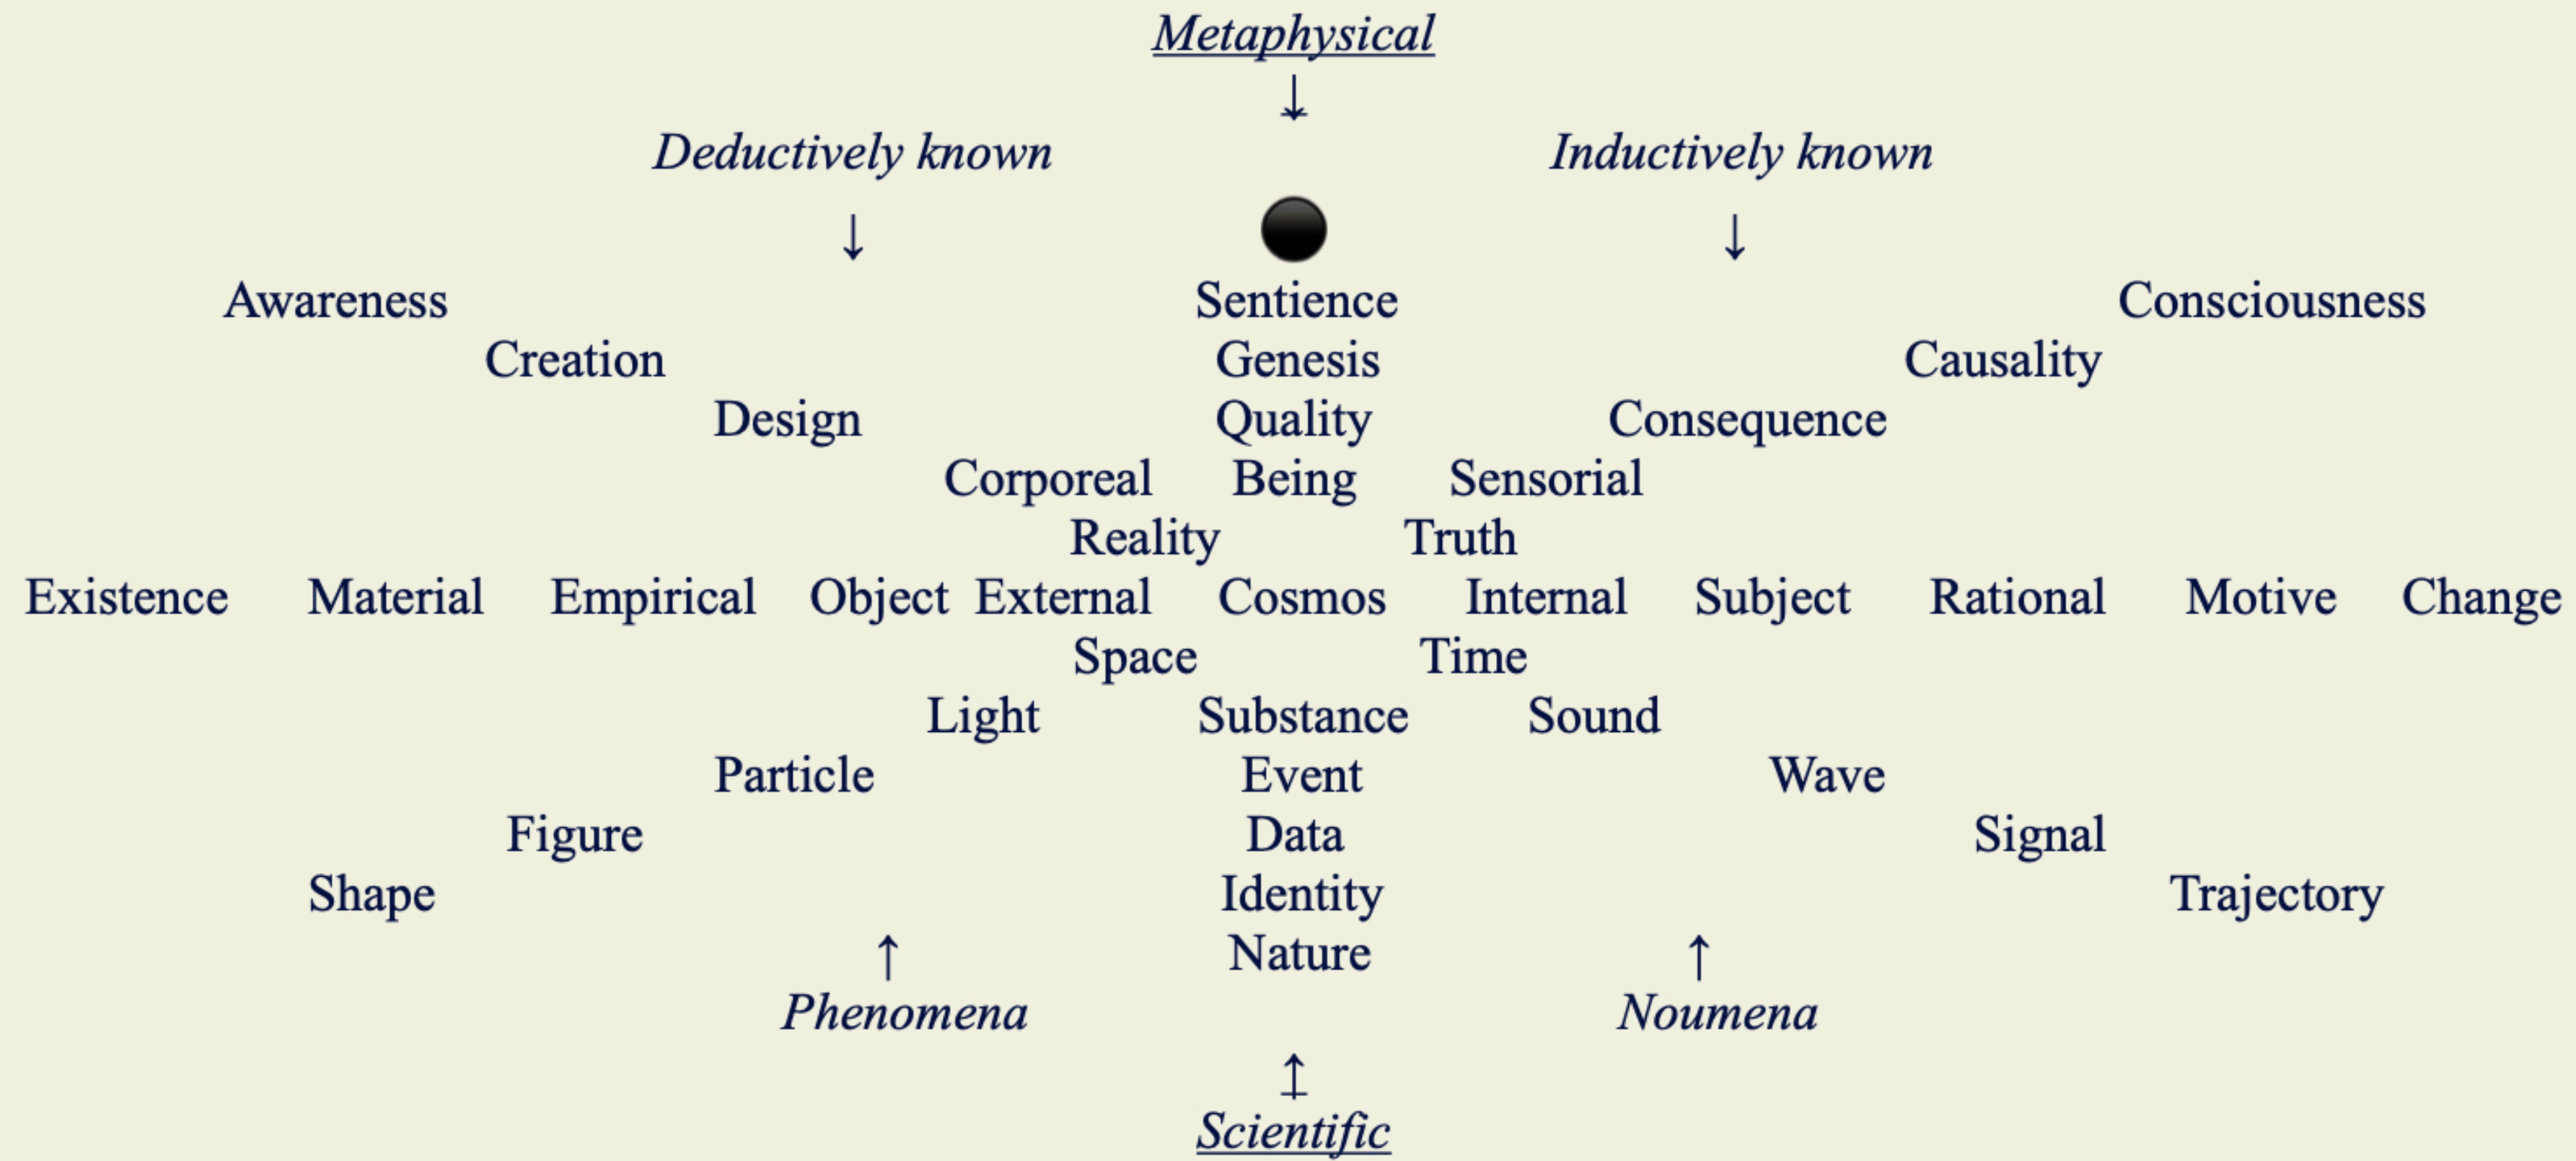 Metaphysical
↓
Deductively known Inductively known
↓ ↓
Awareness Sentience Consciousness
Creation Genesis Causality
Design Quality Consequence
Corporeal Being Sensorial
Reality Truth
Existence Material Empirical Object External Cosmos Internal Subject Rational Motive Change
Space Time
Light Substance Sound
Particle Event Wave
Figure Data Signal
Shape Identity Trajectory
↑ Nature ↑
Phenomena Noumena
↑
Scientific